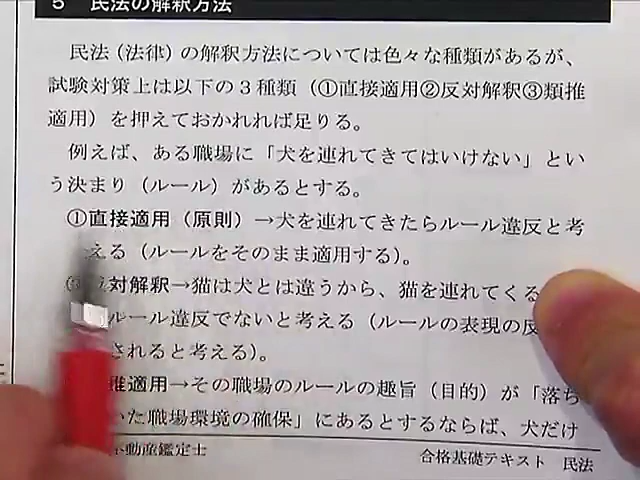 5 民法の解釈方法
民法（法律）の解釈方法については色々な種類があるが、
試験対策上は以下の３種類（①直接適用②反対解釈③類推
適用）を押えておかれれば足りる。
例えば、ある職場に「犬を連れてきてはいけない」とい
う決まり（ルール）があるとする。
①直接適用（原則）→犬を連れてきたらルール違反と考
える（ルールをそのまま適用する）。
対解釈→猫は犬とは違うから、猫を連れてくる
ルール違反でないと考える（ルールの表現の反
されると考える）。
推適用→その職場のルールの趣旨（目的）が「落ち
いた職場環境の確保」にあるとするならば、犬だけ
不動産鑑定士
合格基礎テキスト 民法